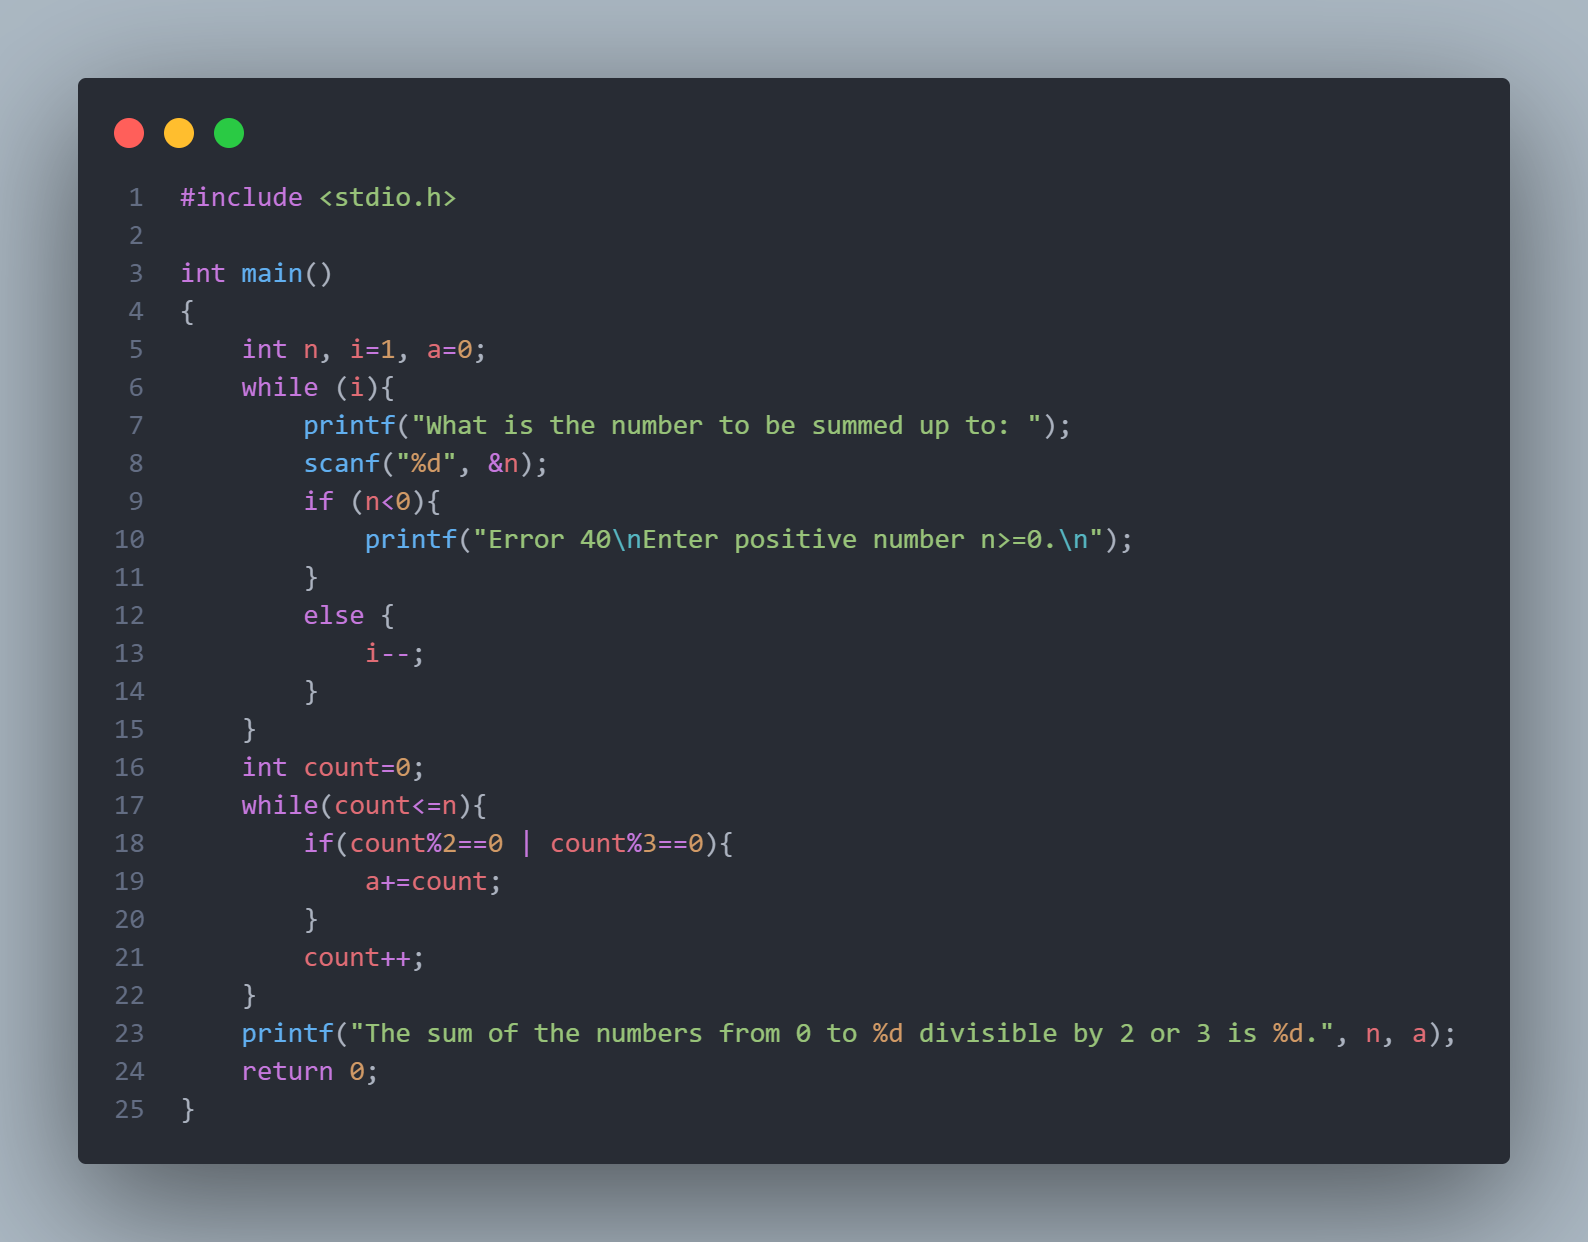 1 #include <stdio.h>
2
3 int main()
4 {
5     int n, i=1, a=0;
6     while (i){
7         printf("What is the number to be summed up to: ");
8         scanf("%d", &n);
9         if (n<0){
10             printf("Error 40\nEnter positive number n>=0.\n");
11         }
12         else {
13             i--;
14         }
15     }
16     int count=0;
17     while(count<=n){
18         if(count%2==0 | count%3==0){
19             a+=count;
20         }
21         count++;
22     }
23     printf("The sum of the numbers from 0 to %d divisible by 2 or 3 is %d.", n, a);
24     return 0;
25 }